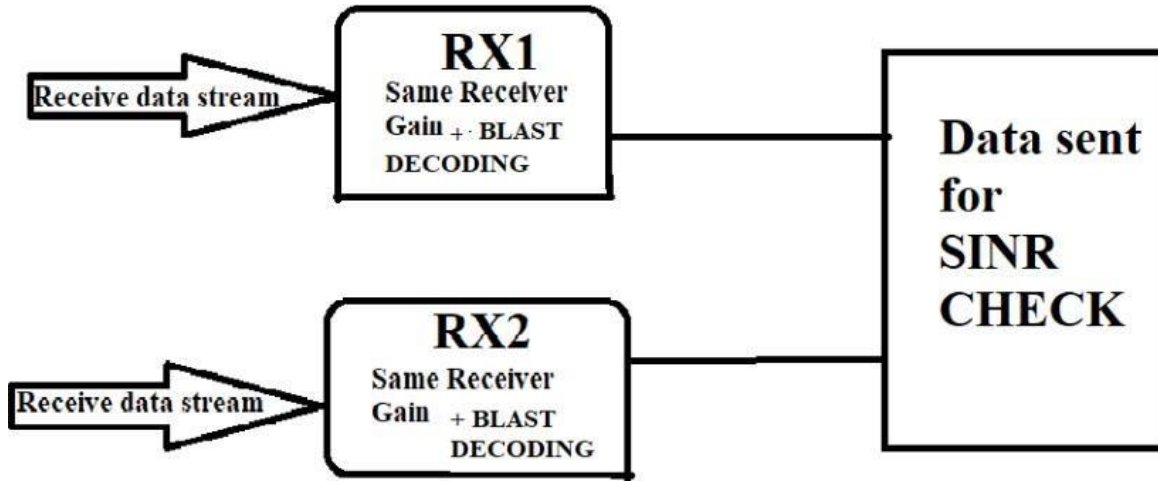 Receive data stream
RX1
Same Receiver
Gain + BLAST
DECODING
Receive data stream
RX2
Same Receiver
Gain + BLAST
DECODING
Data sent
for
SINR
CHECK